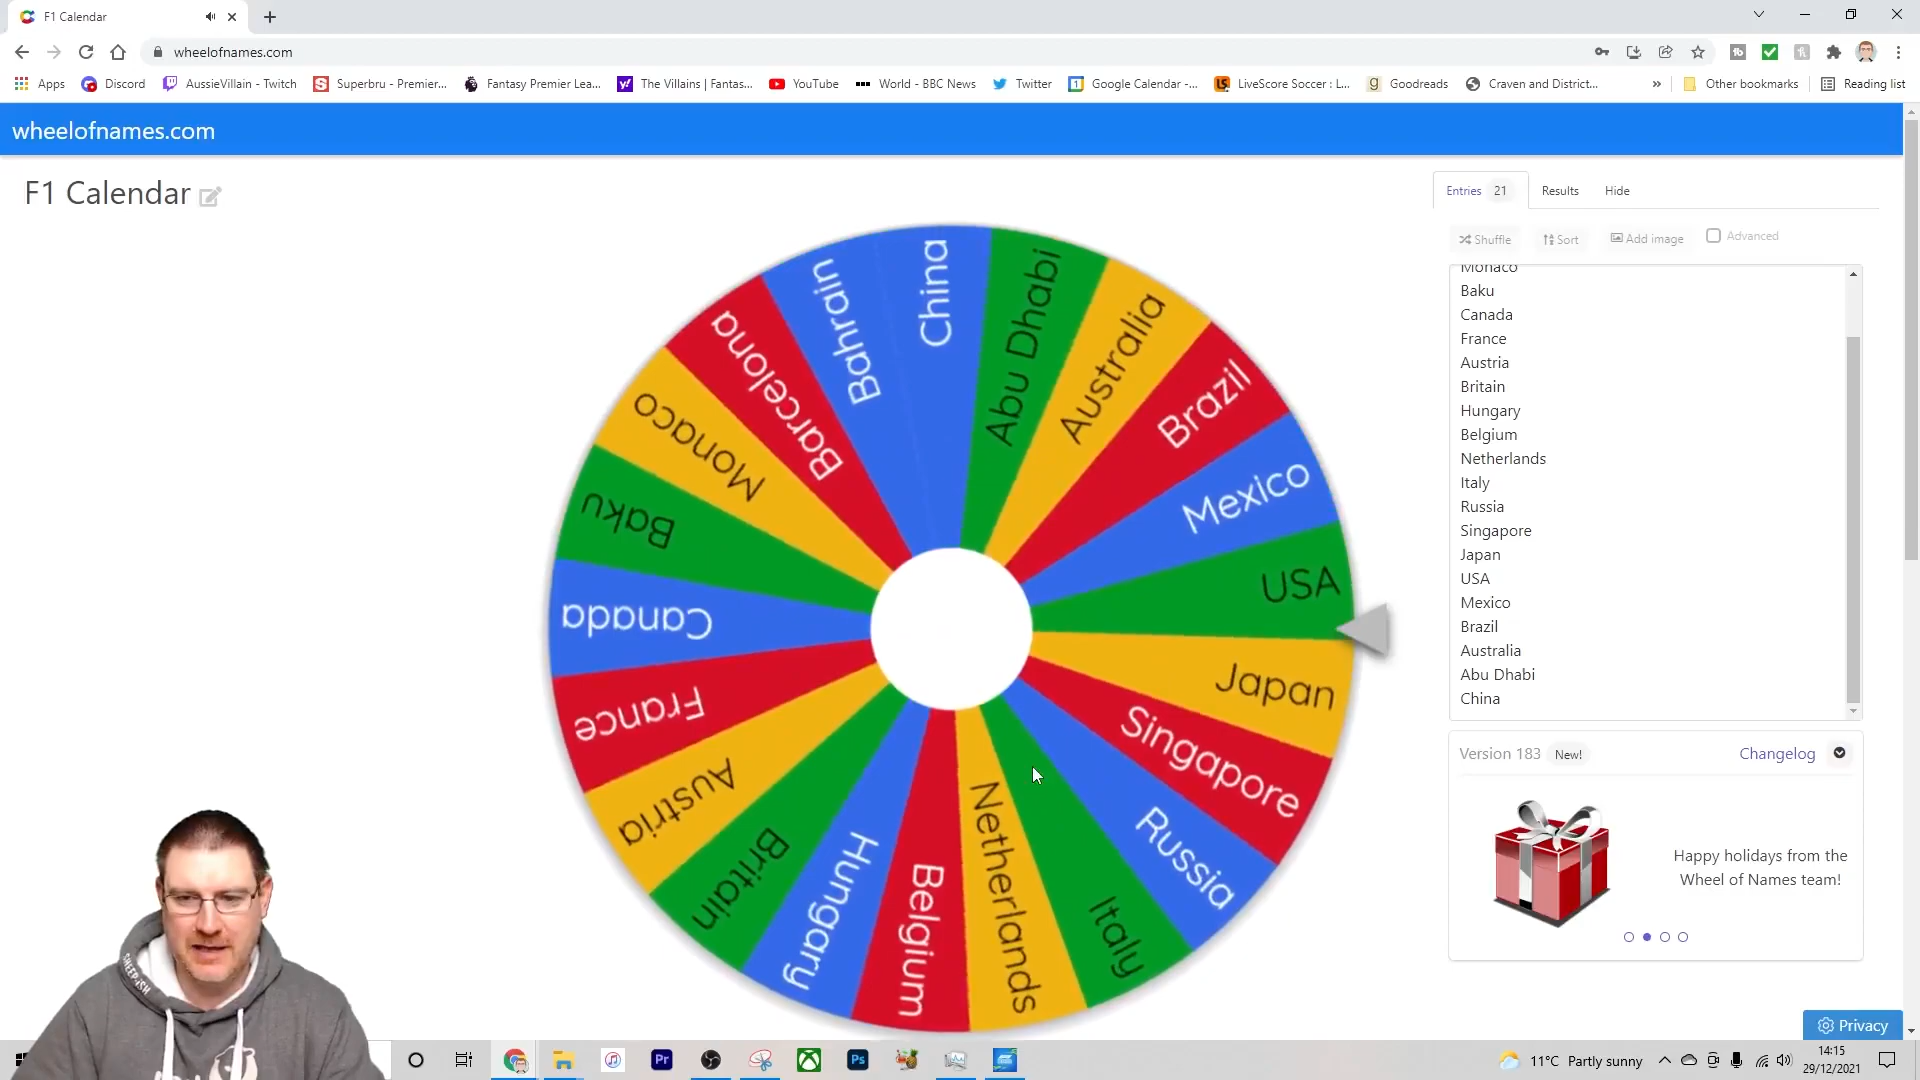 F1 Calendar
wheelofnames.com
Apps
Discord
AussieVillain - Twitch
Superbru - Premier...
Fantasy Premier Lea...
The Villains | Fantas...
YouTube
World - BBC News
Twitter
Google Calendar -...
LiveScore Soccer : L...
Goodreads
Craven and District...
»
Other bookmarks
Reading list
wheelofnames.com
F1 Calendar
Entries 21
Results
Hide
Shuffle
Sort
Add image
Advanced
Monaco
Baku
Canada
France
Austria
Britain
Hungary
Belgium
Netherlands
Italy
Russia
Singapore
Japan
USA
Mexico
Brazil
Australia
Abu Dhabi
China
China
Abu Dhabi
Australia
Brazil
Mexico
USA
Japan
Singapore
Russia
Italy
Netherlands
Belgium
Hungary
Britain
Austria
France
Canada
Baku
Monaco
Barcelona
Bahrain
Version 183 New!
Changelog
Happy holidays from the
Wheel of Names team!
Privacy
SHEEPISH
Pr
Ps
11°C Partly sunny
14:15
29/12/2021